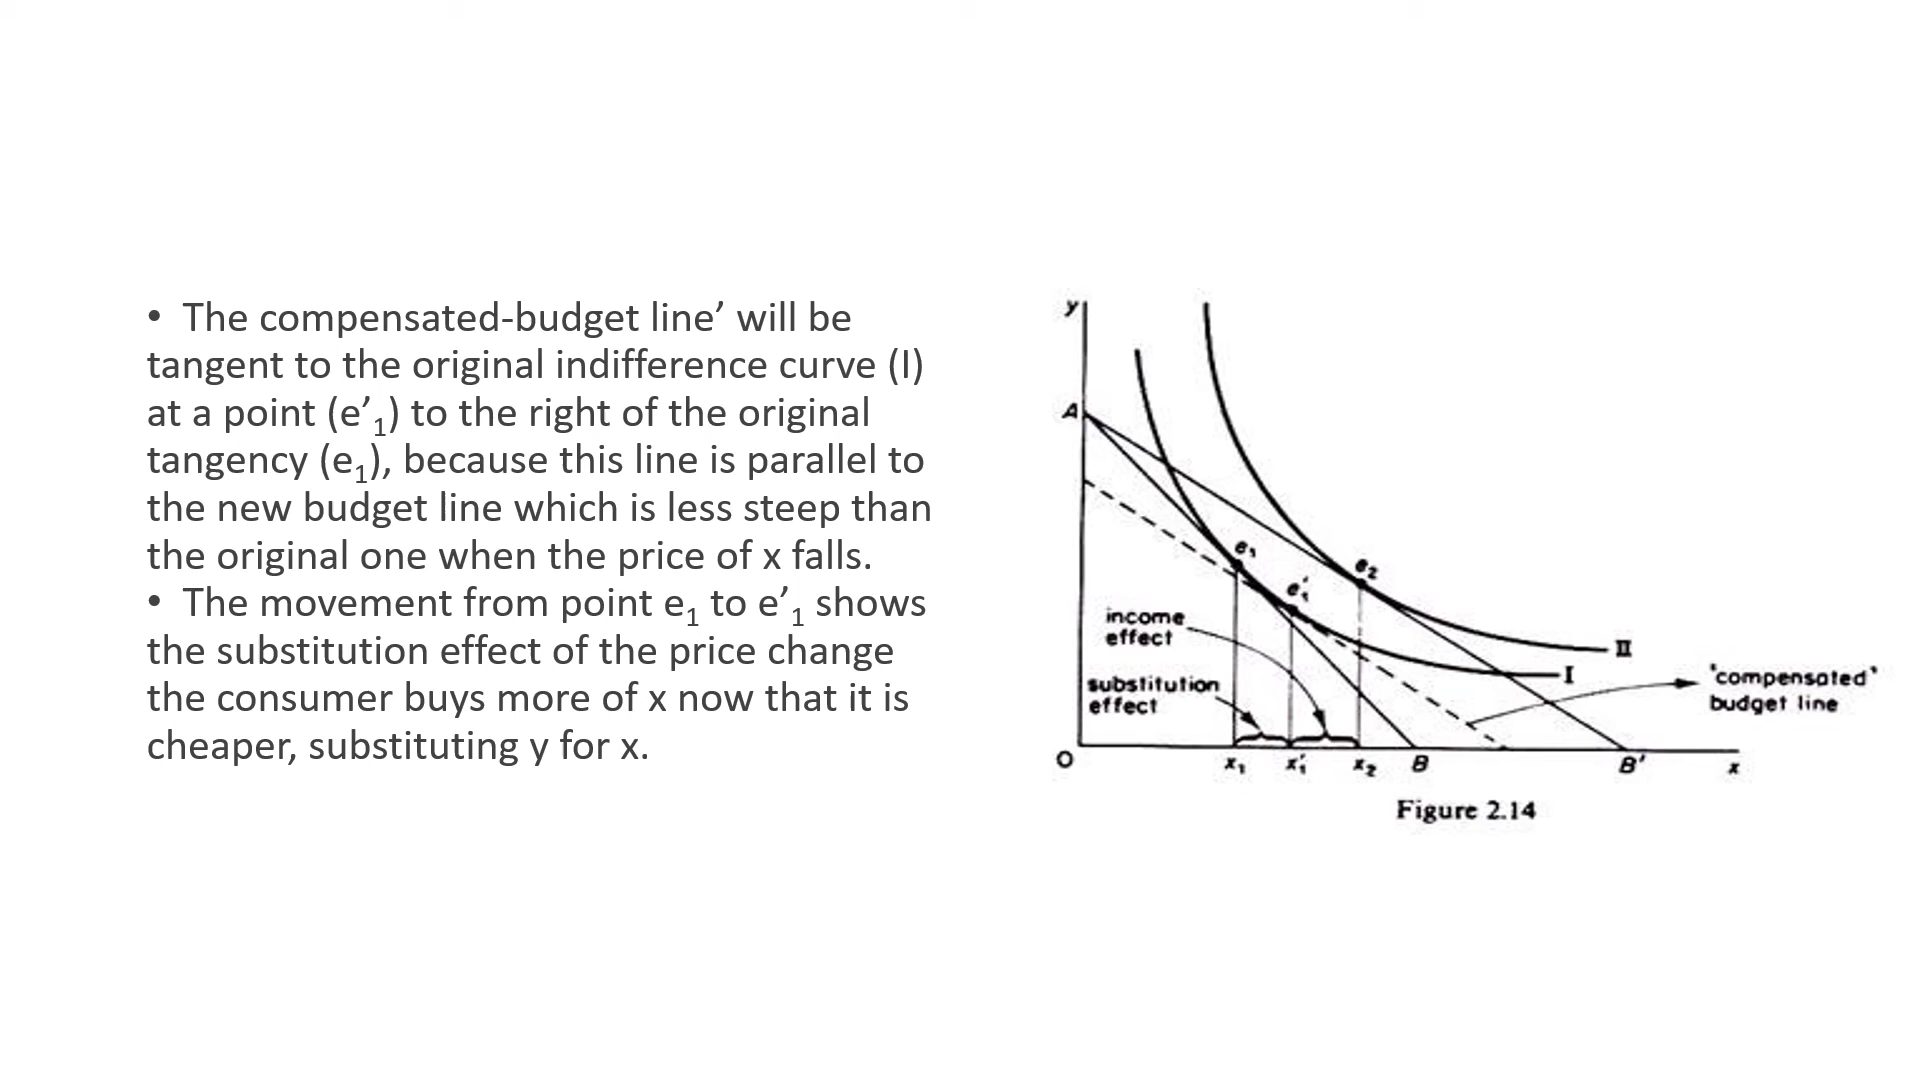 • The compensated-budget line’ will be
tangent to the original indifference curve (I)
at a point (e’₁) to the right of the original
tangency (e₁), because this line is parallel to
the new budget line which is less steep than
the original one when the price of x falls.
• The movement from point e₁ to e’₁ shows
the substitution effect of the price change
the consumer buys more of x now that it is
cheaper, substituting y for x.
y
A
e₁
e₂
e₁′
income
effect
II
I
substitution
effect
'compensated'
budget line
O
x₁
x₁′
x₂
B
B'
x
Figure 2.14